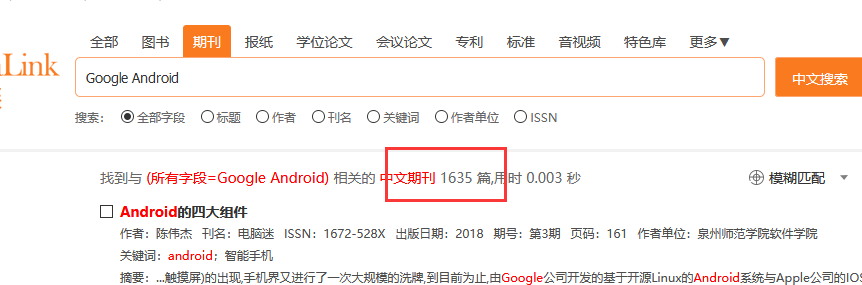 全部 图书 期刊 报纸 学位论文 会议论文 专利 标准 音视频 特色库 更多▼
Link
Google Android
中文搜索
搜索： 全部字段 标题 作者 刊名 关键词 作者单位 ISSN
找到与 (所有字段=Google Android) 相关的 中文期刊 1635 篇,用时 0.003 秒
模糊匹配
Android的四大组件
作者：陈伟杰 刊名：电脑迷 ISSN：1672-528X 出版日期：2018 期号：第3期 页码：161 作者单位：泉州师范学院软件学院
关键词：android；智能手机
摘要：...触摸屏)的出现,手机界又进行了一次大规模的洗牌,到目前为止,由Google公司开发的基于开源Linux的Android系统与Apple公司的IOS